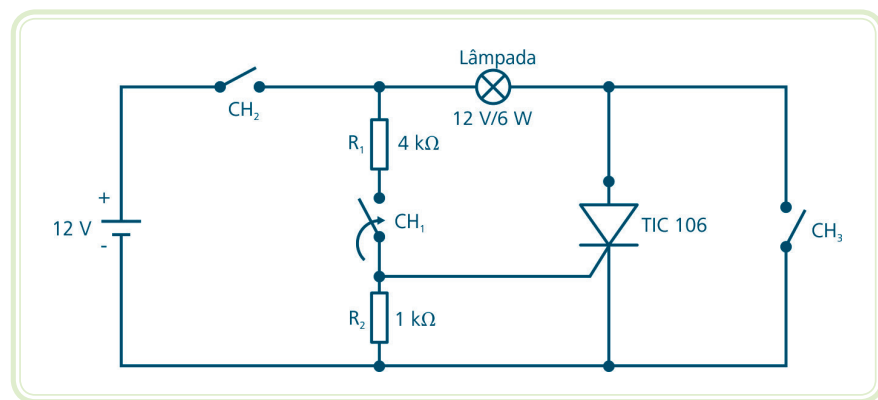 Lâmpada
CH₂
12 V/6 W
R₁ 4 kΩ
+
12 V
-
CH₁
TIC 106
CH₃
R₂ 1 kΩ